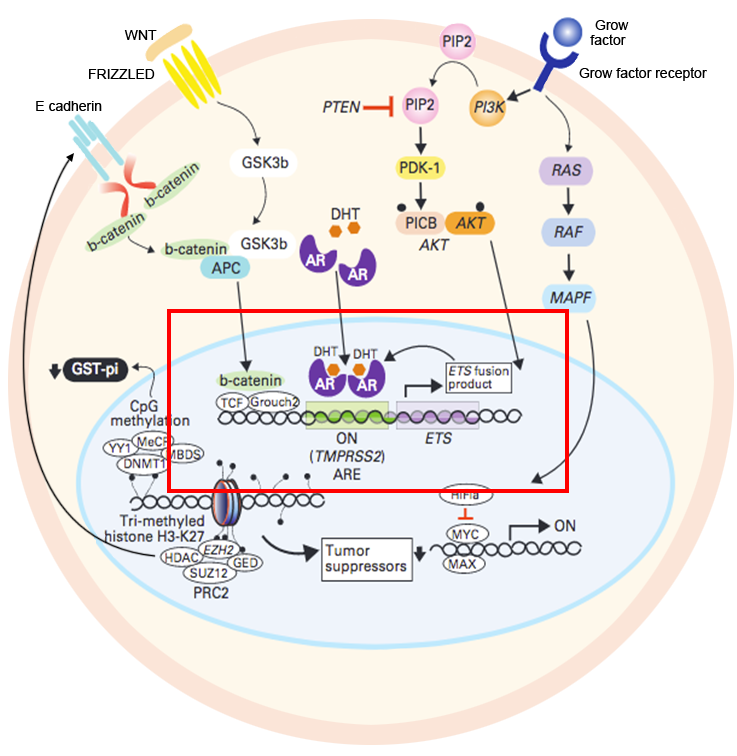 WNT
FRIZZLED
E cadherin
b-catenin
b-catenin
GSK3b
b-catenin
GSK3b
APC
PIP2
Grow
factor
Grow factor receptor
PTEN
PIP2
PI3K
PDK-1
PICB
AKT
AKT
RAS
RAF
MAPF
DHT
AR
AR
DHT
DHT
AR
AR
b-catenin
TCF
Grouch2
ETS fusion
product
ON
(TMPRSS2)
ARE
ETS
GST-pi
CpG
methylation
YY1
MeCP
MBDS
DNMT1
Tri-methyled
histone H3-K27
HDAC
EZH2
GED
SUZ12
PRC2
Tumor
suppressors
HIFIa
MYC
MAX
ON